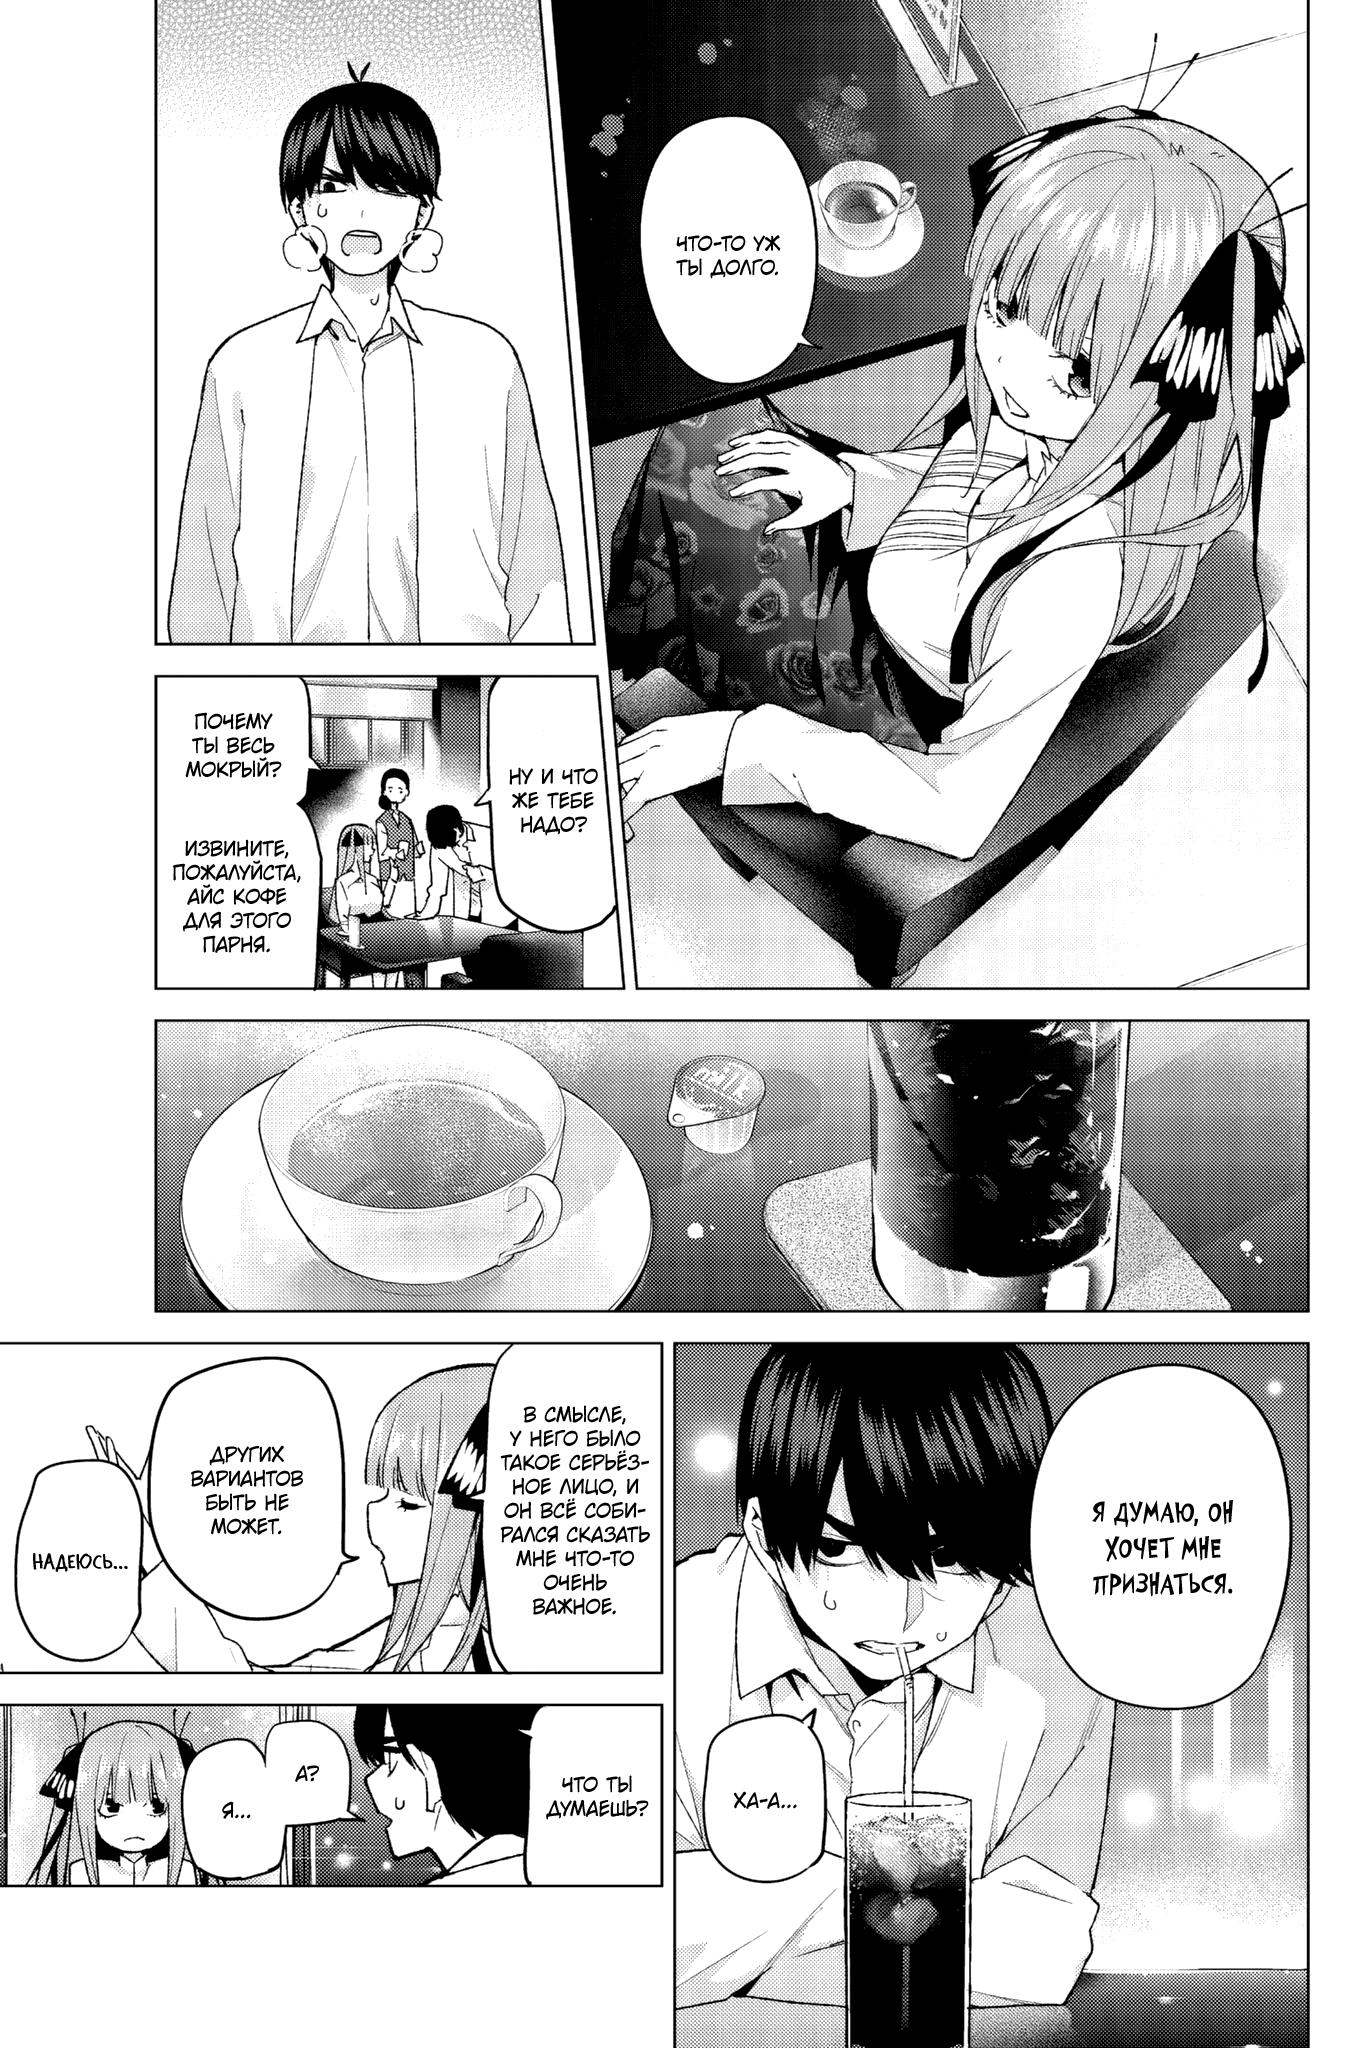 ЧТО-ТО УЖ
ТЫ ДОЛГО.
НУ И ЧТО
ЖЕ ТЕБЕ
НАДО?
ПОЧЕМУ
ТЫ ВЕСЬ
МОКРЫЙ?
ИЗВИНИТЕ,
ПОЖАЛУЙСТА,
АЙС КОФЕ
ДЛЯ ЭТОГО
ПАРНЯ.
milk
Я ДУМАЮ, ОН
ХОЧЕТ МНЕ
ПРИЗНАТЬСЯ.
ХА-А...
В СМЫСЛЕ,
У НЕГО БЫЛО
ТАКОЕ СЕРЬЁЗ-
НОЕ ЛИЦО, И
ОН ВСЁ СОБИ-
РАЛСЯ СКАЗАТЬ
МНЕ ЧТО-ТО
ОЧЕНЬ
ВАЖНОЕ.
ДРУГИХ
ВАРИАНТОВ
БЫТЬ НЕ
МОЖЕТ.
НАДЕЮСЬ...
ЧТО ТЫ
ДУМАЕШЬ?
А?
Я...